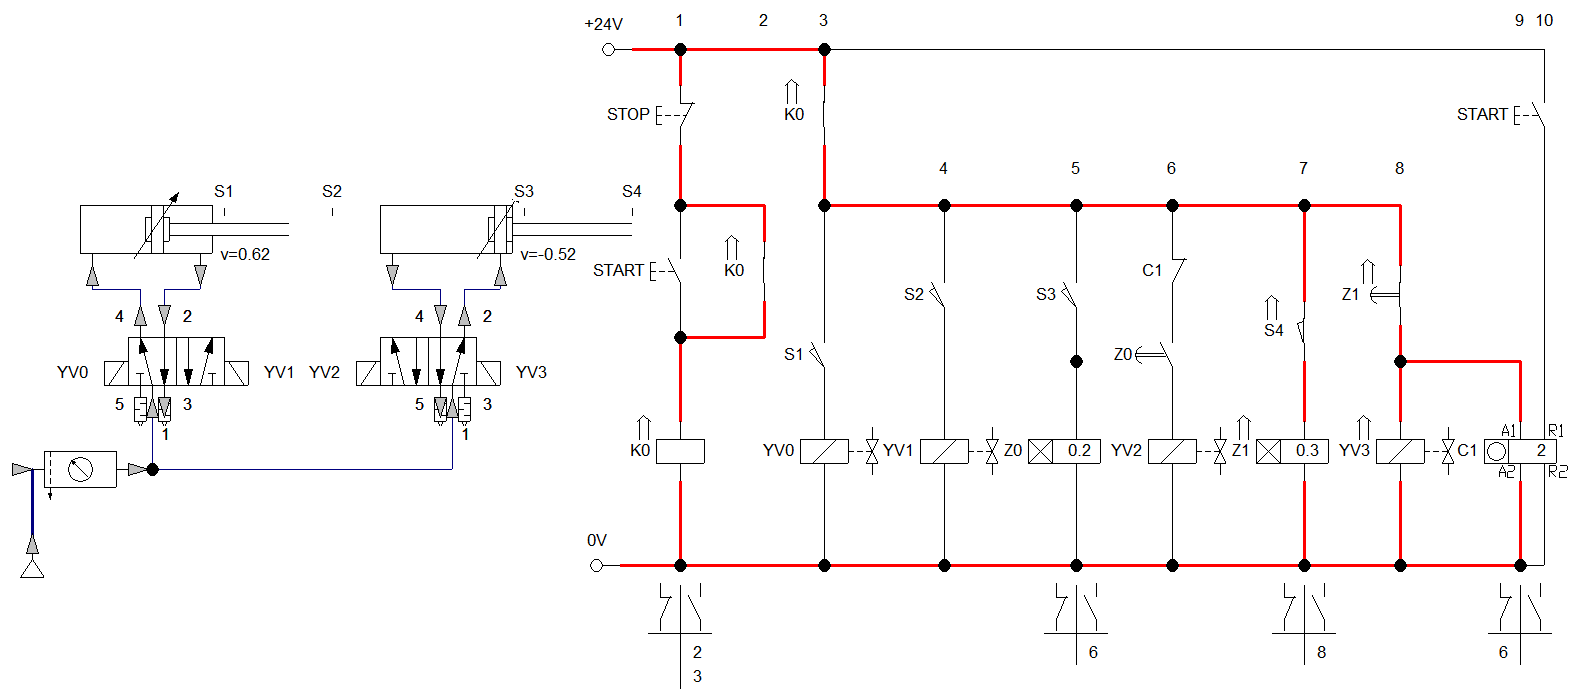 +24V 1 2 3 9 10
STOP K0 START
4 5 6 7 8
S1 S2 S3 S4
v=0.62 v=-0.52
START K0 C1 Z1
S2 S3
4 2 4 2 S4
S1 Z0
YV0 YV1 YV2 YV3
5 3 5 3
1 1
A1 R1
K0 YV0 YV1 Z0 0.2 YV2 Z1 0.3 YV3 C1 2
A2 R2
0V
2 6 8 6
3